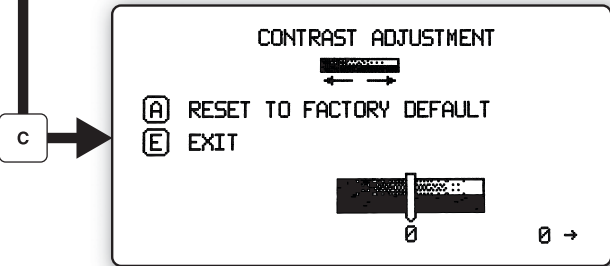 CONTRAST ADJUSTMENT
A RESET TO FACTORY DEFAULT
C
E EXIT
0 0 →